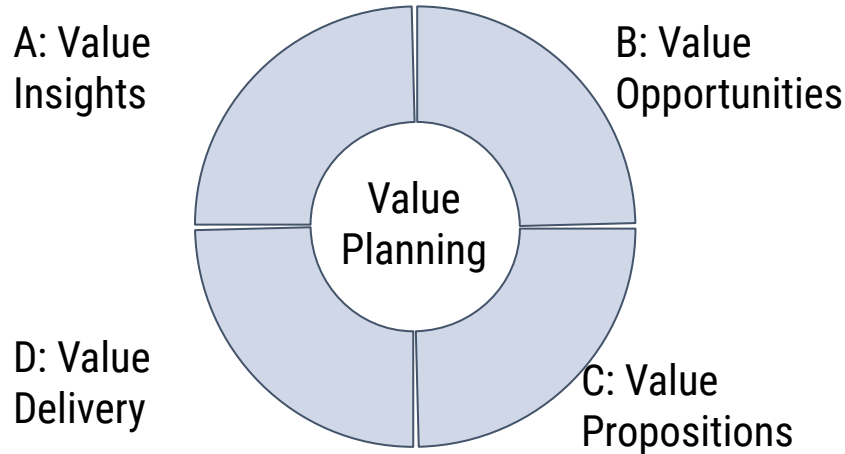 A: Value
Insights
B: Value
Opportunities
Value
Planning
D: Value
Delivery
C: Value
Propositions